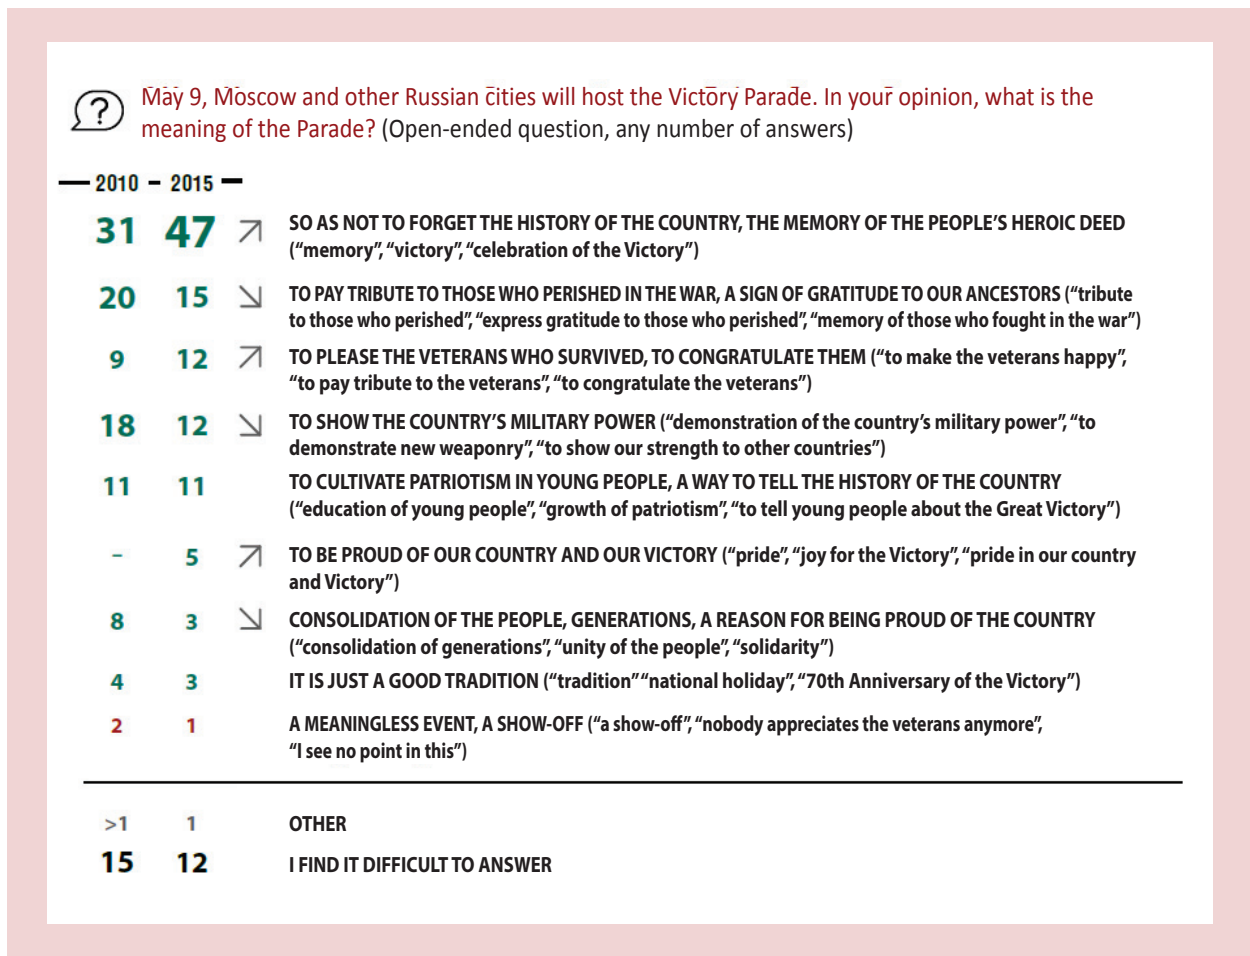 ?
May 9, Moscow and other Russian cities will host the Victory Parade. In your opinion, what is the
meaning of the Parade? (Open-ended question, any number of answers)
— 2010 – 2015 —
31 47 SO AS NOT TO FORGET THE HISTORY OF THE COUNTRY, THE MEMORY OF THE PEOPLE'S HEROIC DEED
(“memory”, “victory”, “celebration of the Victory”)
20 15 TO PAY TRIBUTE TO THOSE WHO PERISHED IN THE WAR, A SIGN OF GRATITUDE TO OUR ANCESTORS (“tribute
to those who perished”, “express gratitude to those who perished”, “memory of those who fought in the war”)
9 12 TO PLEASE THE VETERANS WHO SURVIVED, TO CONGRATULATE THEM (“to make the veterans happy”,
“to pay tribute to the veterans”, “to congratulate the veterans”)
18 12 TO SHOW THE COUNTRY’S MILITARY POWER (“demonstration of the country’s military power”, “to
demonstrate new weaponry”, “to show our strength to other countries”)
11 11 TO CULTIVATE PATRIOTISM IN YOUNG PEOPLE, A WAY TO TELL THE HISTORY OF THE COUNTRY
(“education of young people”, “growth of patriotism”, “to tell young people about the Great Victory”)
– 5 TO BE PROUD OF OUR COUNTRY AND OUR VICTORY (“pride”, “joy for the Victory”, “pride in our country
and Victory”)
8 3 CONSOLIDATION OF THE PEOPLE, GENERATIONS, A REASON FOR BEING PROUD OF THE COUNTRY
(“consolidation of generations”, “unity of the people”, “solidarity”)
4 3 IT IS JUST A GOOD TRADITION (“tradition” “national holiday”, “70th Anniversary of the Victory”)
2 1 A MEANINGLESS EVENT, A SHOW-OFF (“a show-off”, “nobody appreciates the veterans anymore”,
“I see no point in this”)
>1 1 OTHER
15 12 I FIND IT DIFFICULT TO ANSWER